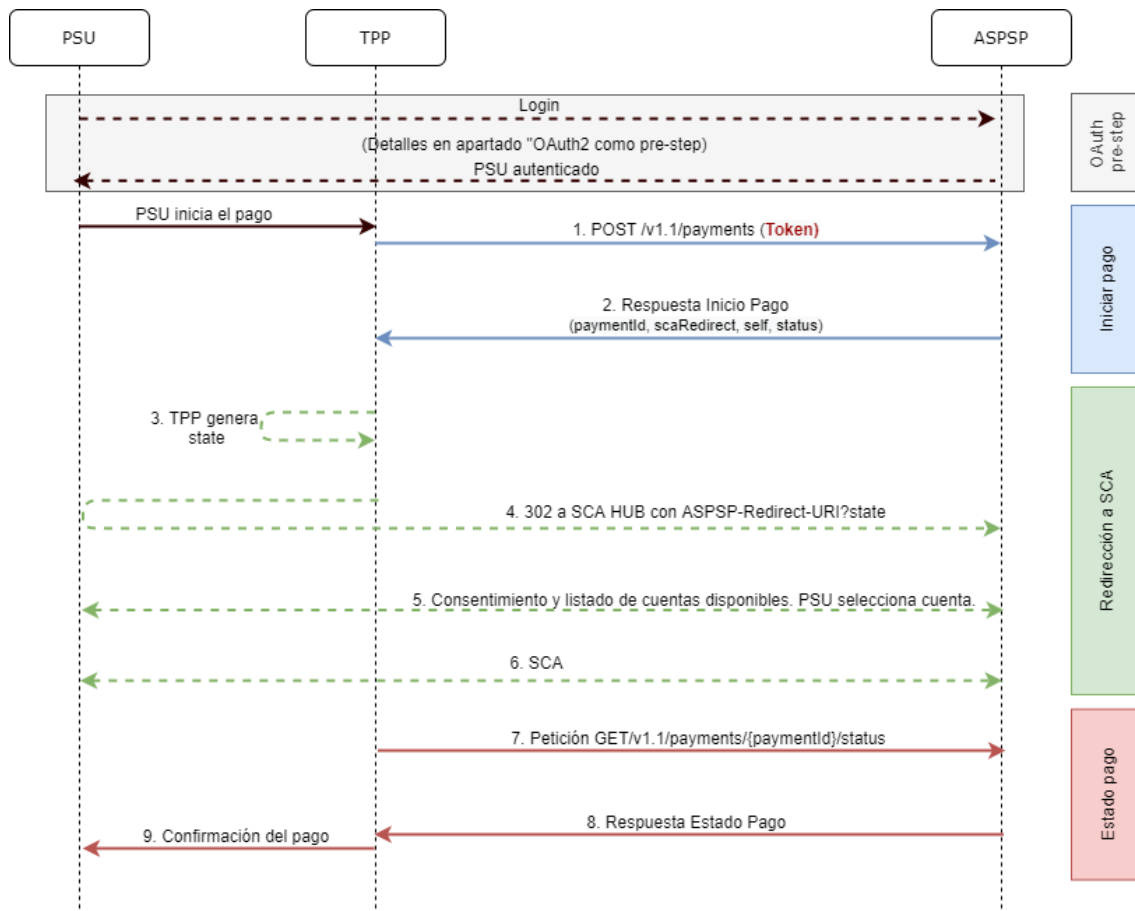 PSU
TPP
ASPSP
Login
(Detalles en apartado "OAuth2 como pre-step)
PSU autenticado
OAuth
pre-step
PSU inicia el pago
1. POST /v1.1/payments (Token)
2. Respuesta Inicio Pago
(paymentId, scaRedirect, self, status)
Iniciar pago
3. TPP genera
state
4. 302 a SCA HUB con ASPSP-Redirect-URI?state
5. Consentimiento y listado de cuentas disponibles. PSU selecciona cuenta.
6. SCA
Redirección a SCA
7. Petición GET/v1.1/payments/{paymentId}/status
8. Respuesta Estado Pago
9. Confirmación del pago
Estado pago